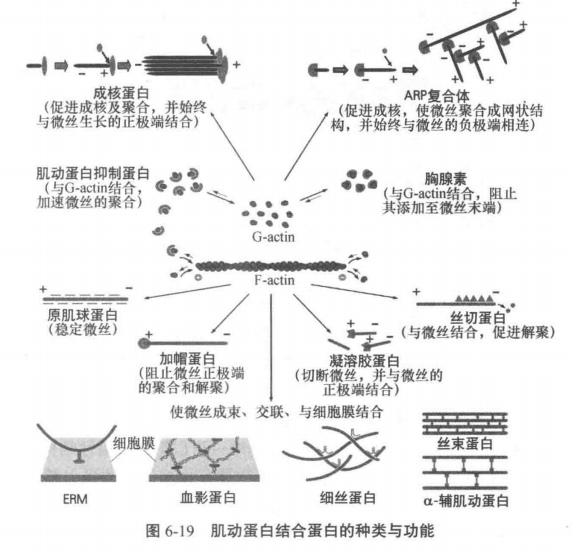 成核蛋白
(促进成核及聚合，并始终
与微丝生长的正极端结合)
ARP复合体
(促进成核，使微丝聚合成网状结
构，并始终与微丝的负极端相连)
肌动蛋白抑制蛋白
(与G-actin结合，
加速微丝的聚合)
G-actin
胸腺素
(与G-actin结合，阻止
其添加至微丝末端)
F-actin
原肌球蛋白
(稳定微丝)
加帽蛋白
(阻止微丝正极端
的聚合和解聚)
凝溶胶蛋白
(切断微丝，并与微丝的
正极端结合)
丝切蛋白
(与微丝结合，促进解聚)
使微丝成束、交联、与细胞膜结合
细胞膜
ERM
血影蛋白
细丝蛋白
丝束蛋白
α-辅肌动蛋白
图 6-19 肌动蛋白结合蛋白的种类与功能